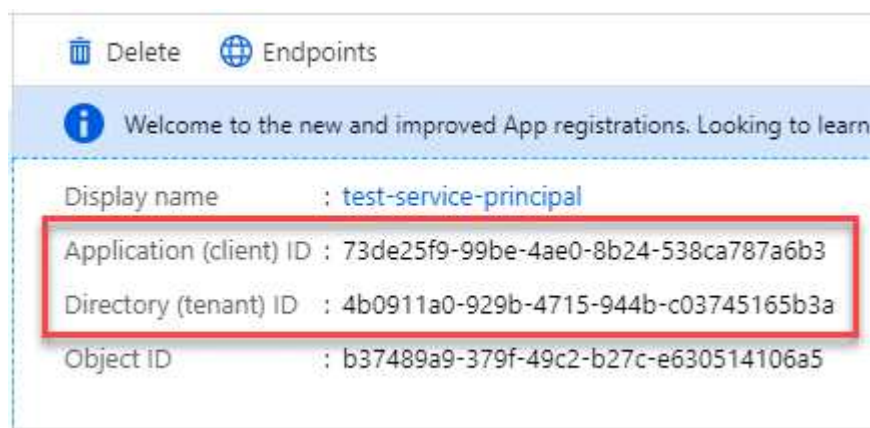 Delete Endpoints
Welcome to the new and improved App registrations. Looking to learn
Display name : test-service-principal
Application (client) ID : 73de25f9-99be-4ae0-8b24-538ca787a6b3
Directory (tenant) ID : 4b0911a0-929b-4715-944b-c03745165b3a
Object ID : b37489a9-379f-49c2-b27c-e630514106a5